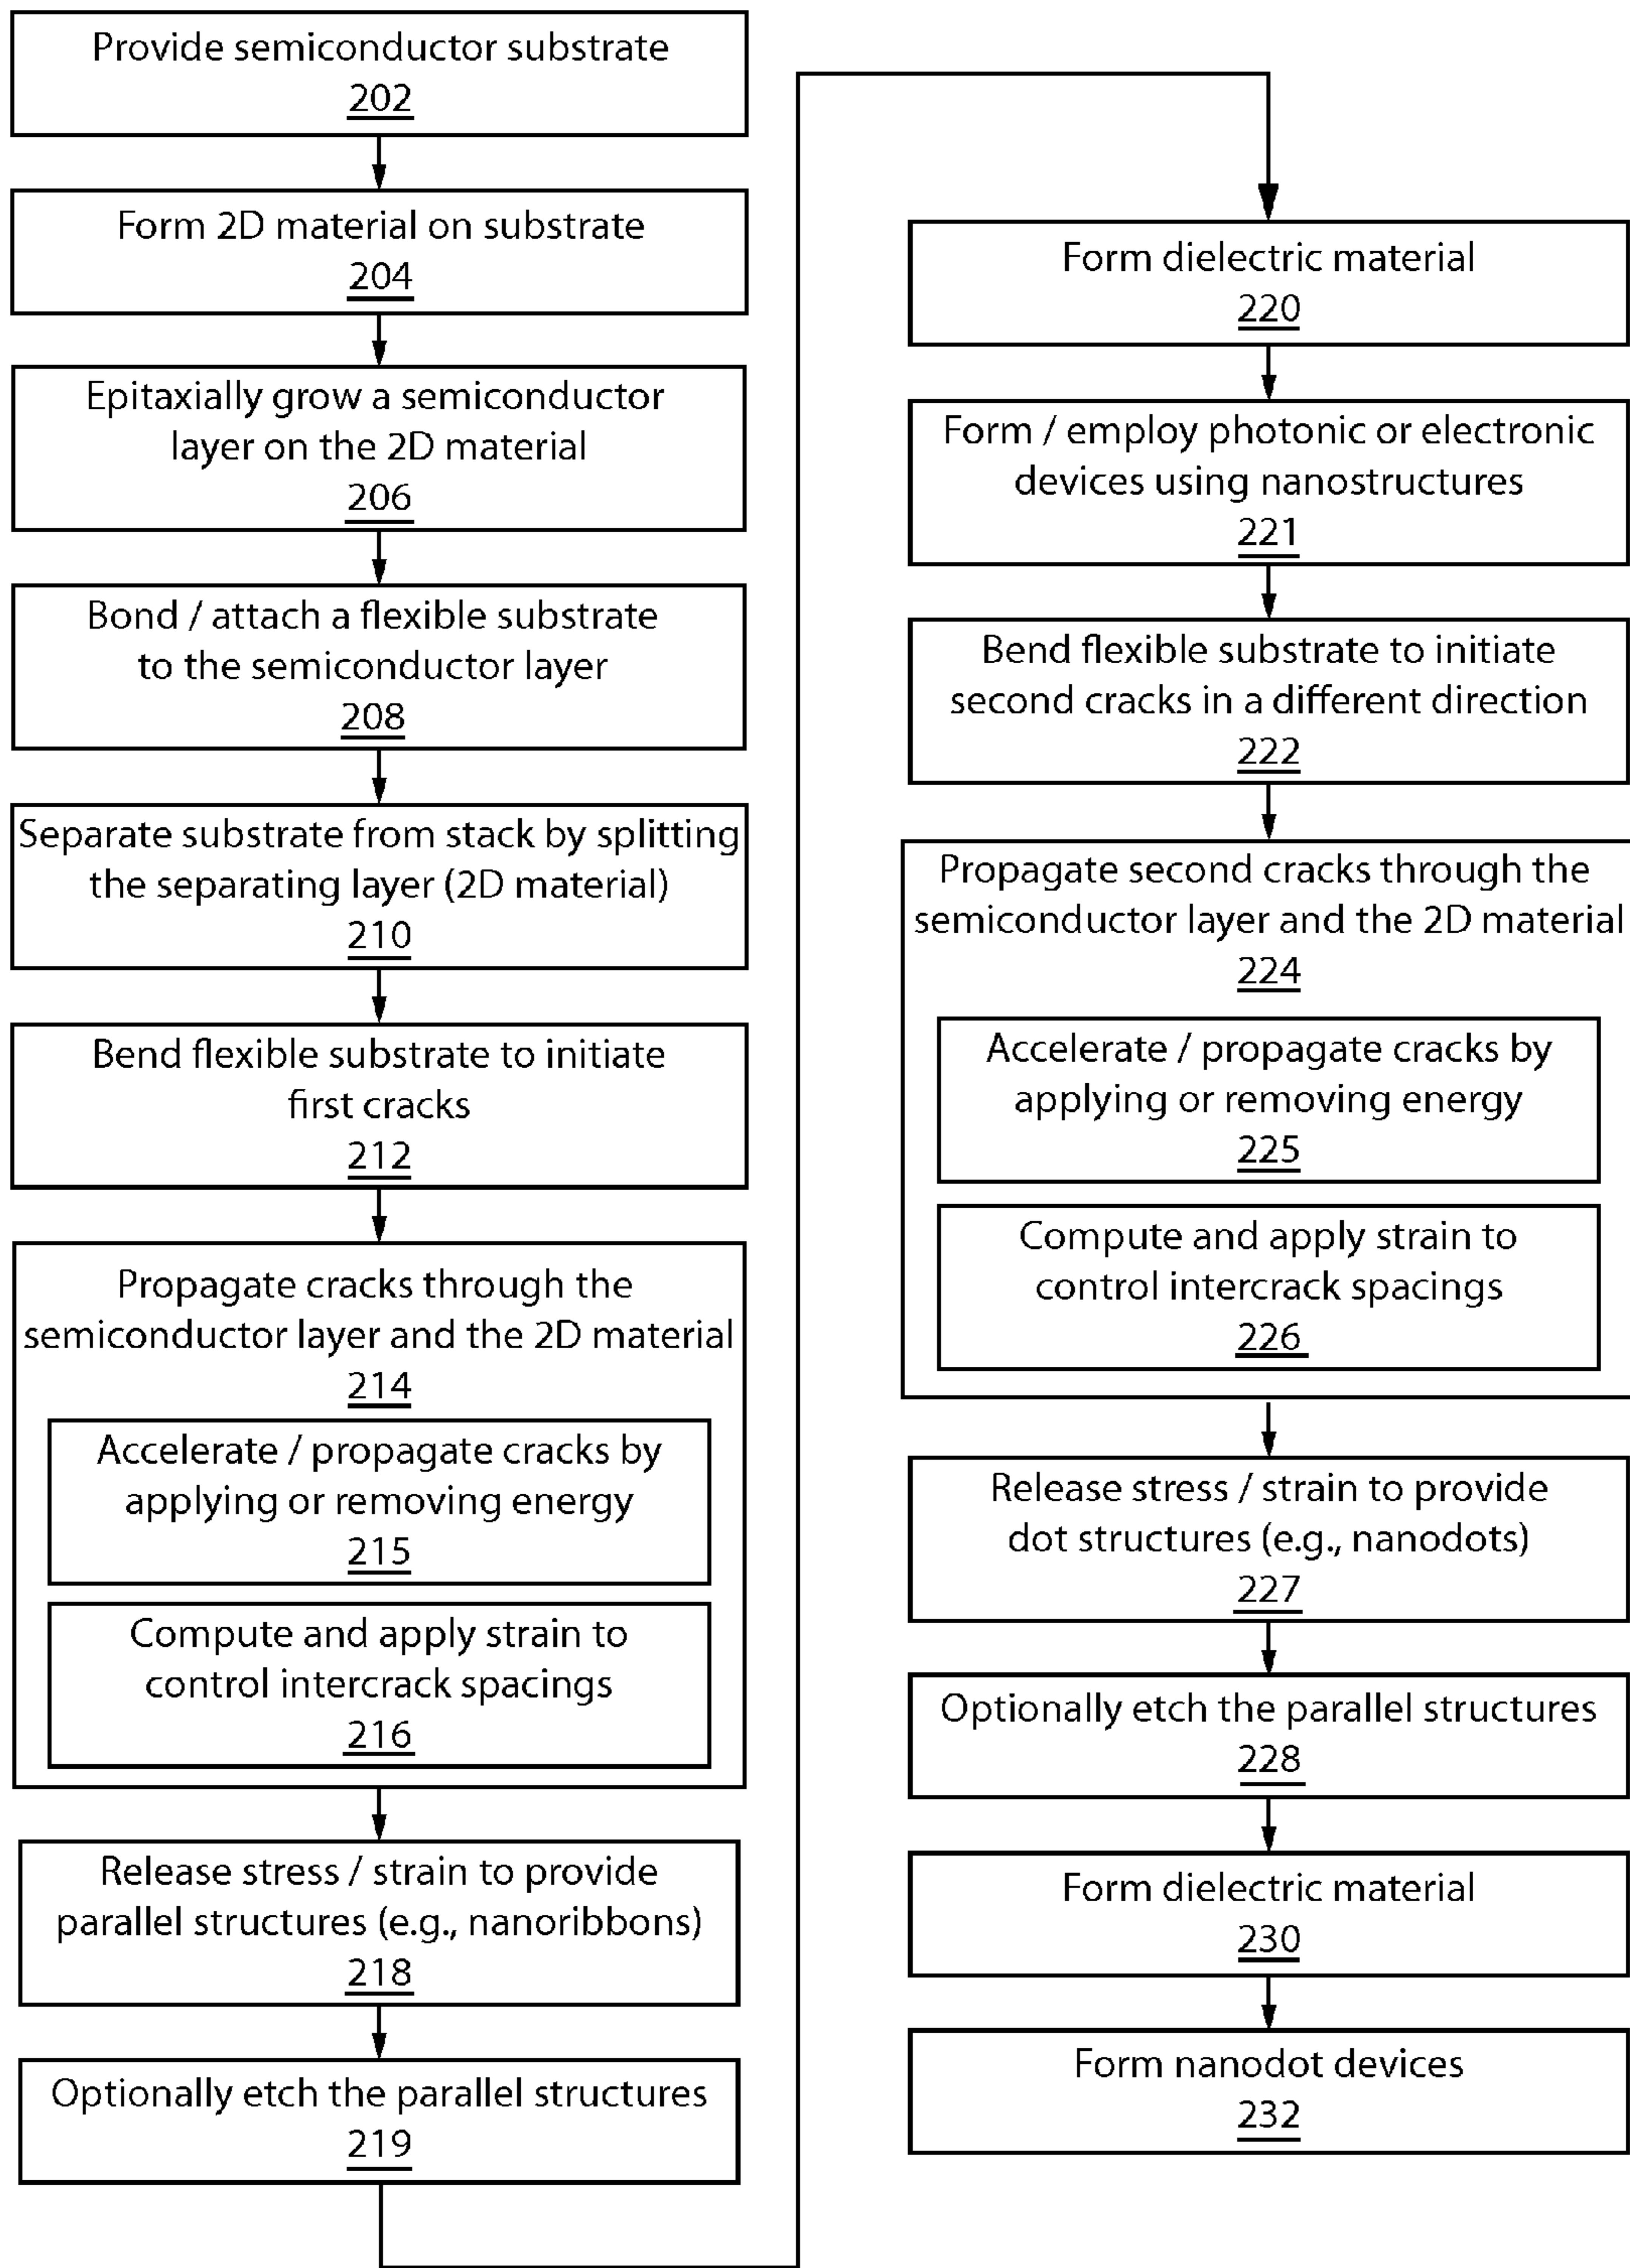 Provide semiconductor substrate
202
Form 2D material on substrate
204
Epitaxially grow a semiconductor
layer on the 2D material
206
Bond / attach a flexible substrate
to the semiconductor layer
208
Separate substrate from stack by splitting
the separating layer (2D material)
210
Bend flexible substrate to initiate
first cracks
212
Propagate cracks through the
semiconductor layer and the 2D material
214
Accelerate / propagate cracks by
applying or removing energy
215
Compute and apply strain to
control intercrack spacings
216
Release stress / strain to provide
parallel structures (e.g., nanoribbons)
218
Optionally etch the parallel structures
219
Form dielectric material
220
Form / employ photonic or electronic
devices using nanostructures
221
Bend flexible substrate to initiate
second cracks in a different direction
222
Propagate second cracks through the
semiconductor layer and the 2D material
224
Accelerate / propagate cracks by
applying or removing energy
225
Compute and apply strain to
control intercrack spacings
226
Release stress / strain to provide
dot structures (e.g., nanodots)
227
Optionally etch the parallel structures
228
Form dielectric material
230
Form nanodot devices
232